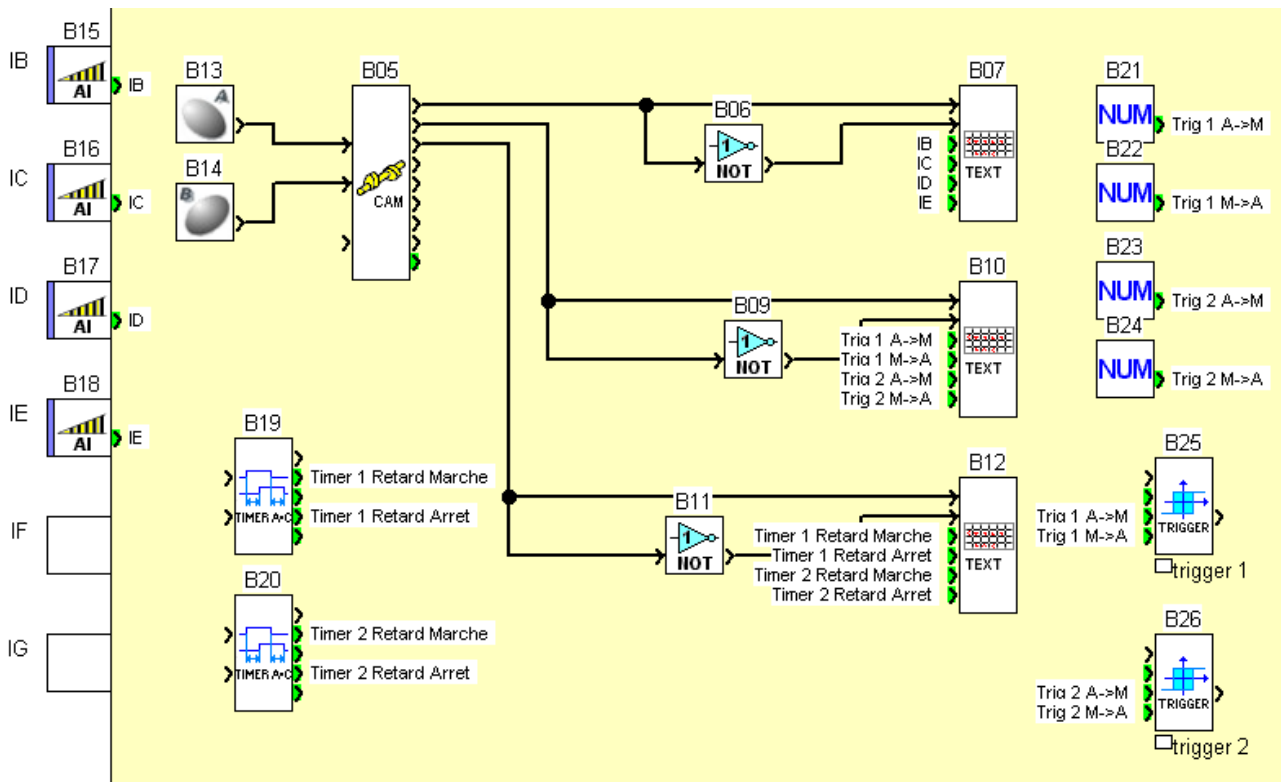 IB
B15
AI
IB
IC
B16
AI
IC
ID
B17
AI
ID
IE
B18
AI
IE
IF
IG
B13
A
B14
B
B05
CAM
B06
1
NOT
B07
IB
IC
ID
IE
TEXT
B09
1
NOT
B10
Trig 1 A->M
Trig 1 M->A
Trig 2 A->M
Trig 2 M->A
TEXT
B11
1
NOT
B12
Timer 1 Retard Marche
Timer 1 Retard Arret
Timer 2 Retard Marche
Timer 2 Retard Arret
TEXT
B19
TIMER A•C
Timer 1 Retard Marche
Timer 1 Retard Arret
B20
TIMER A•C
Timer 2 Retard Marche
Timer 2 Retard Arret
B21
NUM
Trig 1 A->M
B22
NUM
Trig 1 M->A
B23
NUM
Trig 2 A->M
B24
NUM
Trig 2 M->A
B25
Trig 1 A->M
Trig 1 M->A
TRIGGER
trigger 1
B26
Trig 2 A->M
Trig 2 M->A
TRIGGER
trigger 2